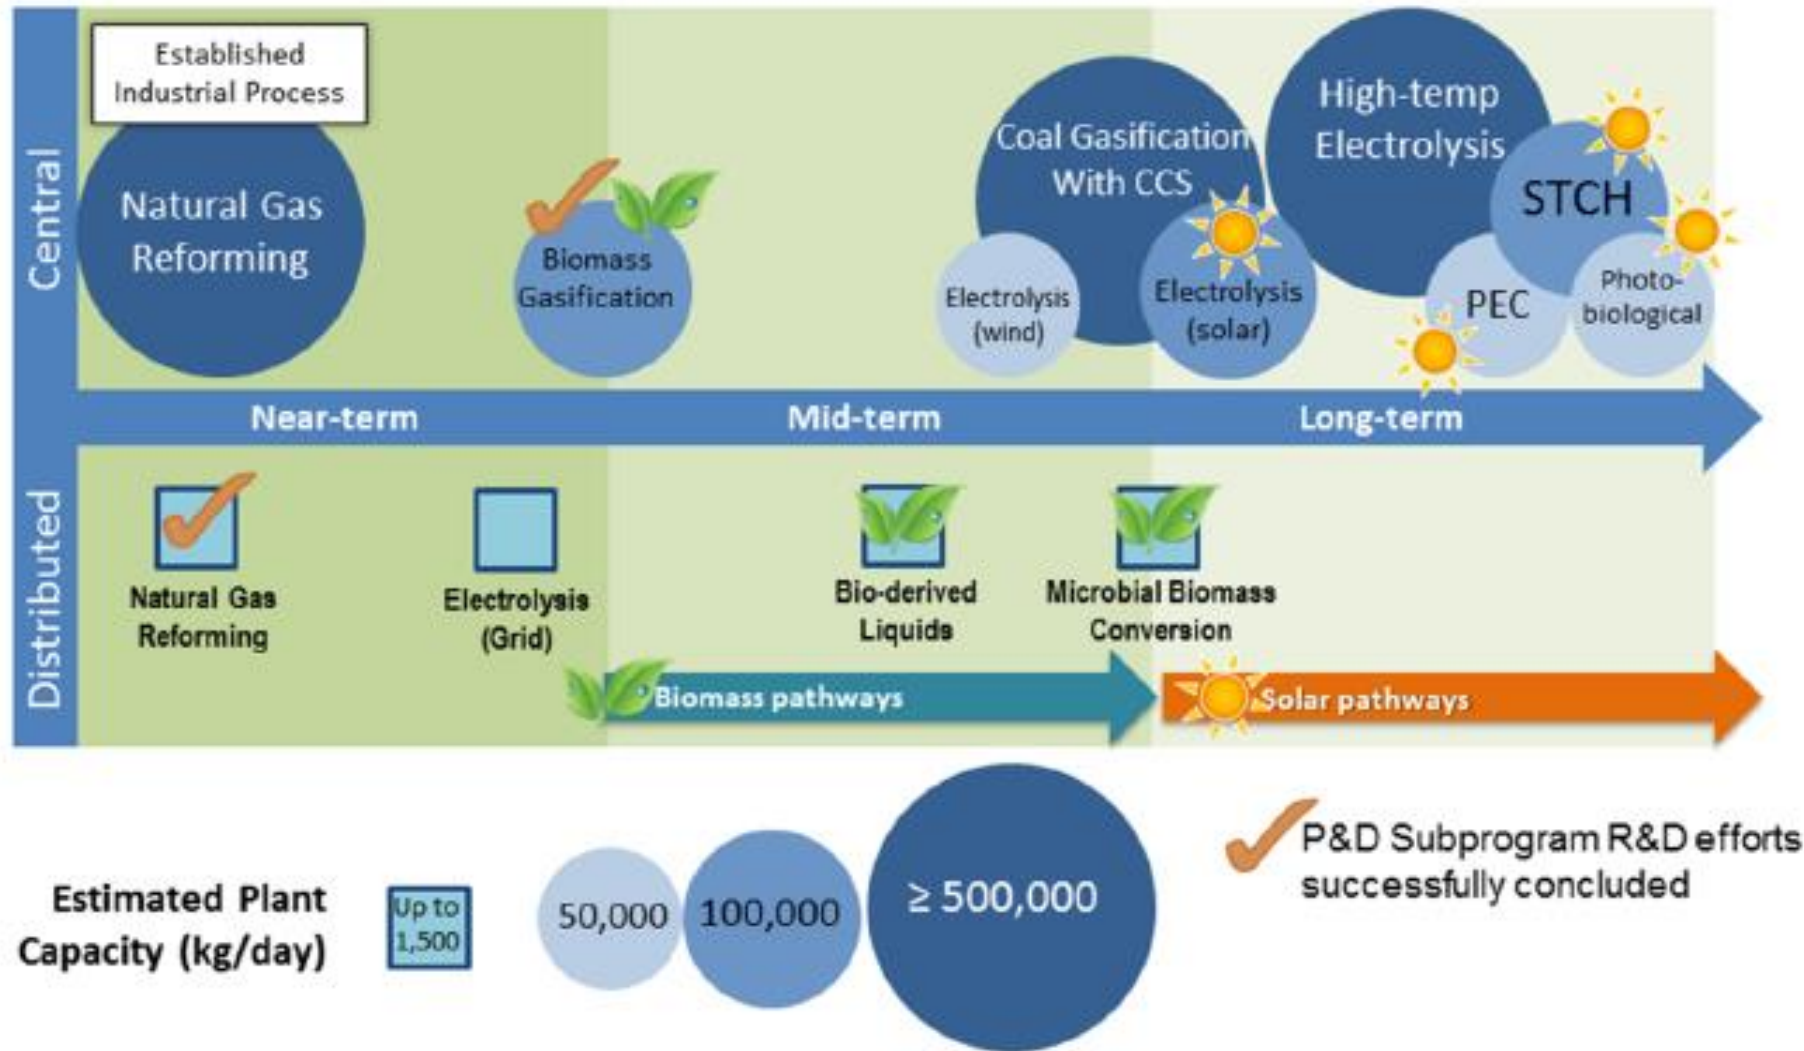 Established
Industrial Process
Central
Natural Gas
Reforming
Biomass
Gasification
Coal Gasification
With CCS
Electrolysis
(wind)
Electrolysis
(solar)
High-temp
Electrolysis
STCH
PEC
Photo-
biological
Near-term
Mid-term
Long-term
Distributed
Natural Gas
Reforming
Electrolysis
(Grid)
Bio-derived
Liquids
Microbial Biomass
Conversion
Biomass pathways
Solar pathways
Estimated Plant
Capacity (kg/day)
Up to
1,500
50,000
100,000
≥ 500,000
P&D Subprogram R&D efforts
successfully concluded